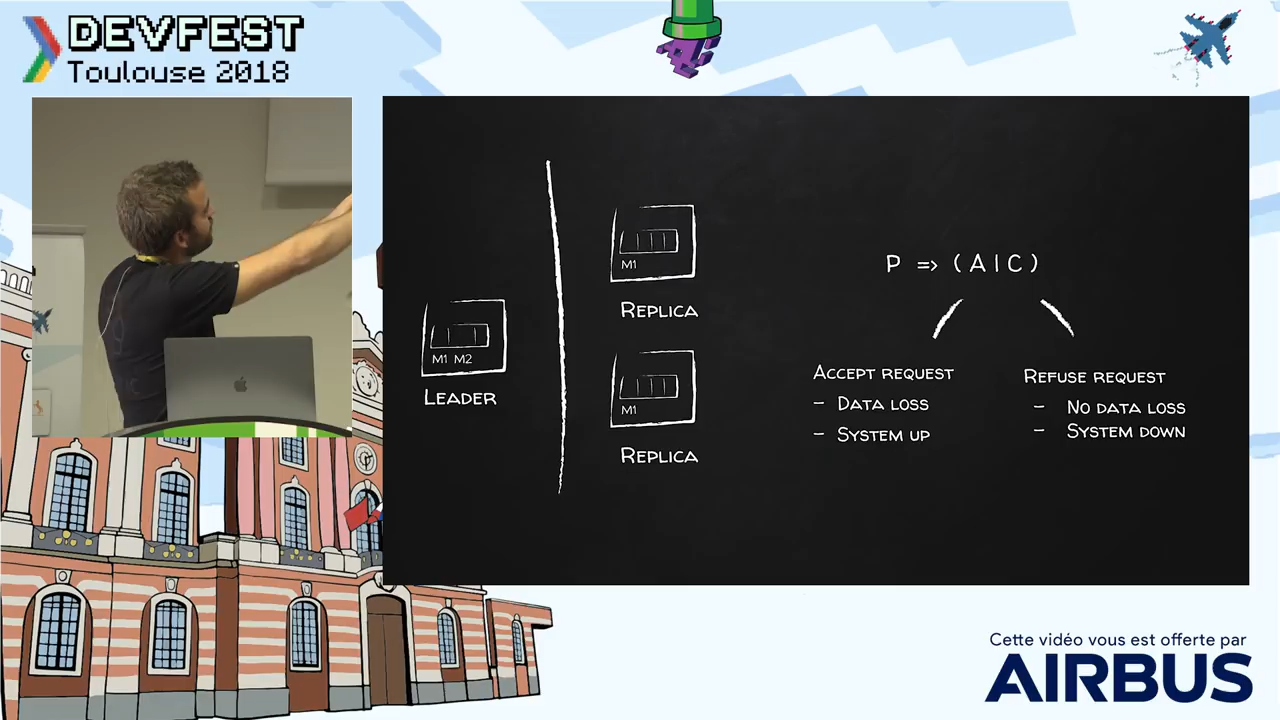 DEVFEST
Toulouse 2018
M1 M2
LEADER
M1
REPLICA
M1
REPLICA
P => (A | C)
ACCEPT REQUEST
- DATA LOSS
- SYSTEM UP
REFUSE REQUEST
- NO DATA LOSS
- SYSTEM DOWN
Cette vidéo vous est offerte par
AIRBUS